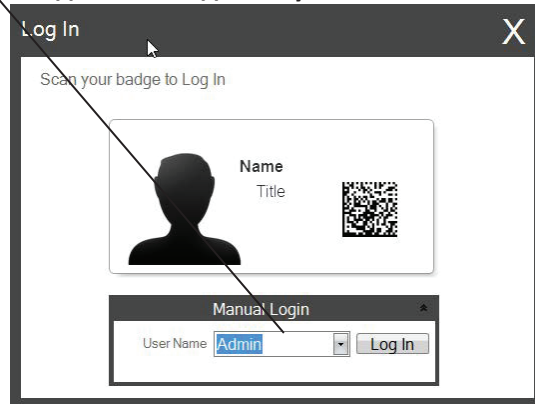 Log In X
Scan your badge to Log In
Name
Title
Manual Login
User Name Admin Log In